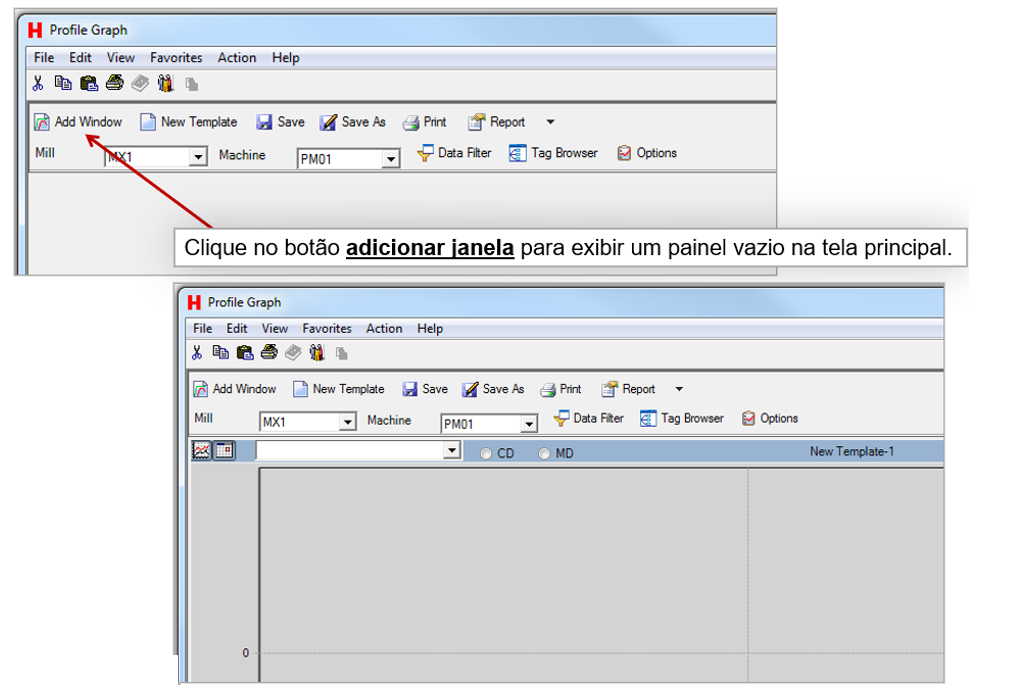 H Profile Graph
File Edit View Favorites Action Help
Add Window New Template Save Save As Print Report
Mill MX1 Machine PM01 Data Filter Tag Browser Options
Clique no botão adicionar janela para exibir um painel vazio na tela principal.
H Profile Graph
File Edit View Favorites Action Help
Add Window New Template Save Save As Print Report
Mill MX1 Machine PM01 Data Filter Tag Browser Options
CD MD New Template-1
0